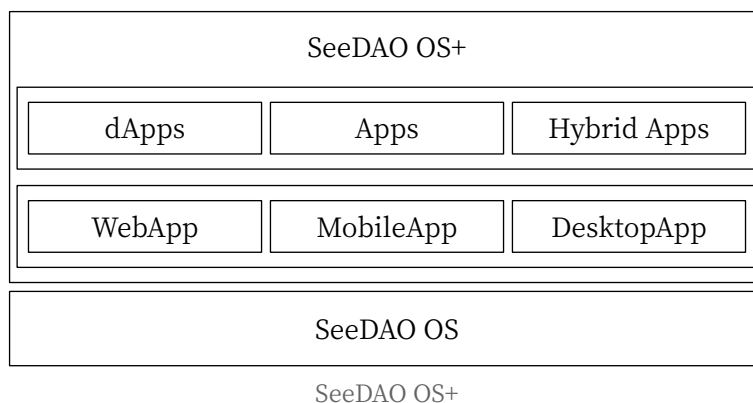 SeeDAO OS+
dApps Apps Hybrid Apps
WebApp MobileApp DesktopApp
SeeDAO OS
SeeDAO OS+